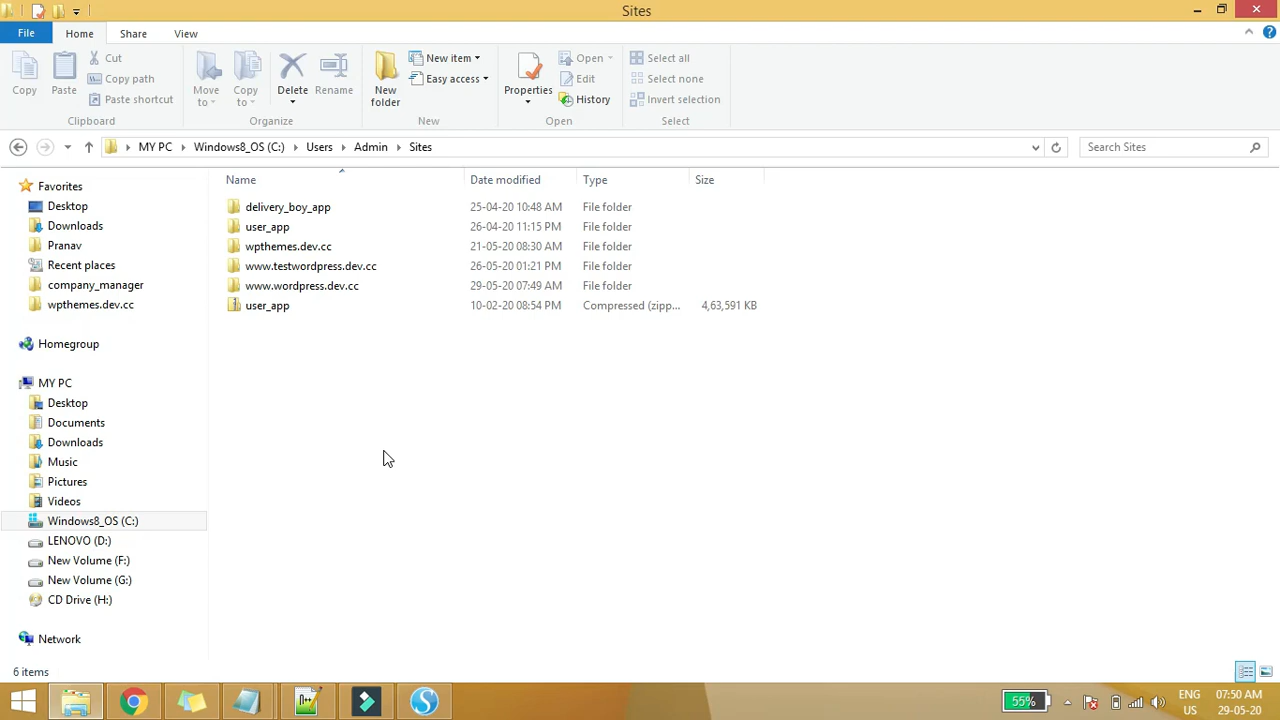 Sites
File Home Share View
Copy
Paste
Cut
Copy path
Paste shortcut
Clipboard
Move to
Copy to
Delete
Rename
Organize
New folder
New item
Easy access
New
Properties
Open
Edit
History
Open
Select all
Select none
Invert selection
Select
MY PC Windows8_OS (C:) Users Admin Sites
Search Sites
Favorites
Desktop
Downloads
Pranav
Recent places
company_manager
wpthemes.dev.cc
Homegroup
MY PC
Desktop
Documents
Downloads
Music
Pictures
Videos
Windows8_OS (C:)
LENOVO (D:)
New Volume (F:)
New Volume (G:)
CD Drive (H:)
Network
Name Date modified Type Size
delivery_boy_app 25-04-20 10:48 AM File folder
user_app 26-04-20 11:15 PM File folder
wpthemes.dev.cc 21-05-20 08:30 AM File folder
www.testwordpress.dev.cc 26-05-20 01:21 PM File folder
www.wordpress.dev.cc 29-05-20 07:49 AM File folder
user_app 10-02-20 08:54 PM Compressed (zipp... 4,63,591 KB
6 items
55%
ENG
US
07:50 AM
29-05-20